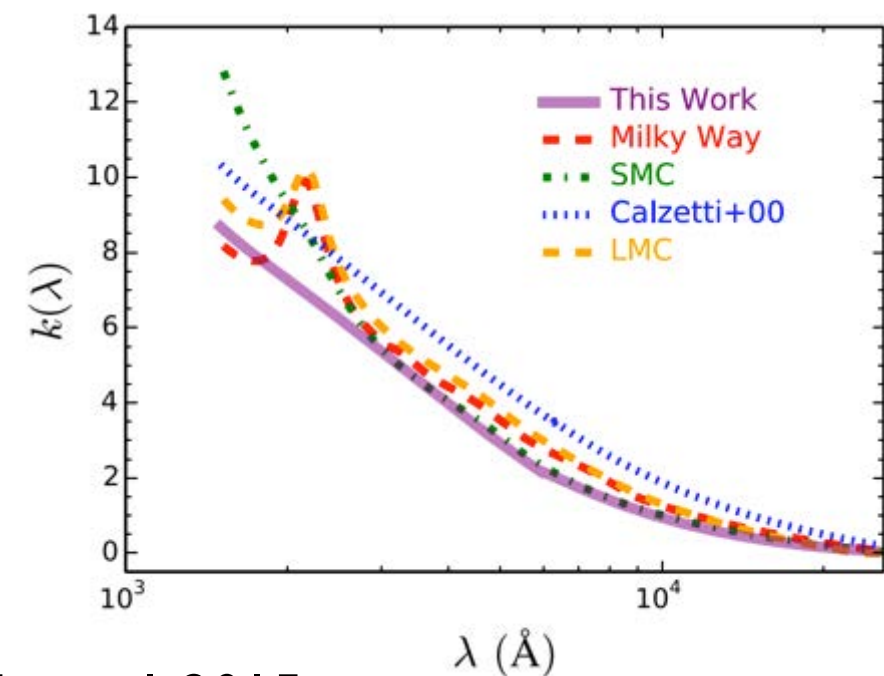 14
12
10
8
6
4
2
0
k(λ)
This Work
Milky Way
SMC
Calzetti+00
LMC
10³
10⁴
λ (Å)